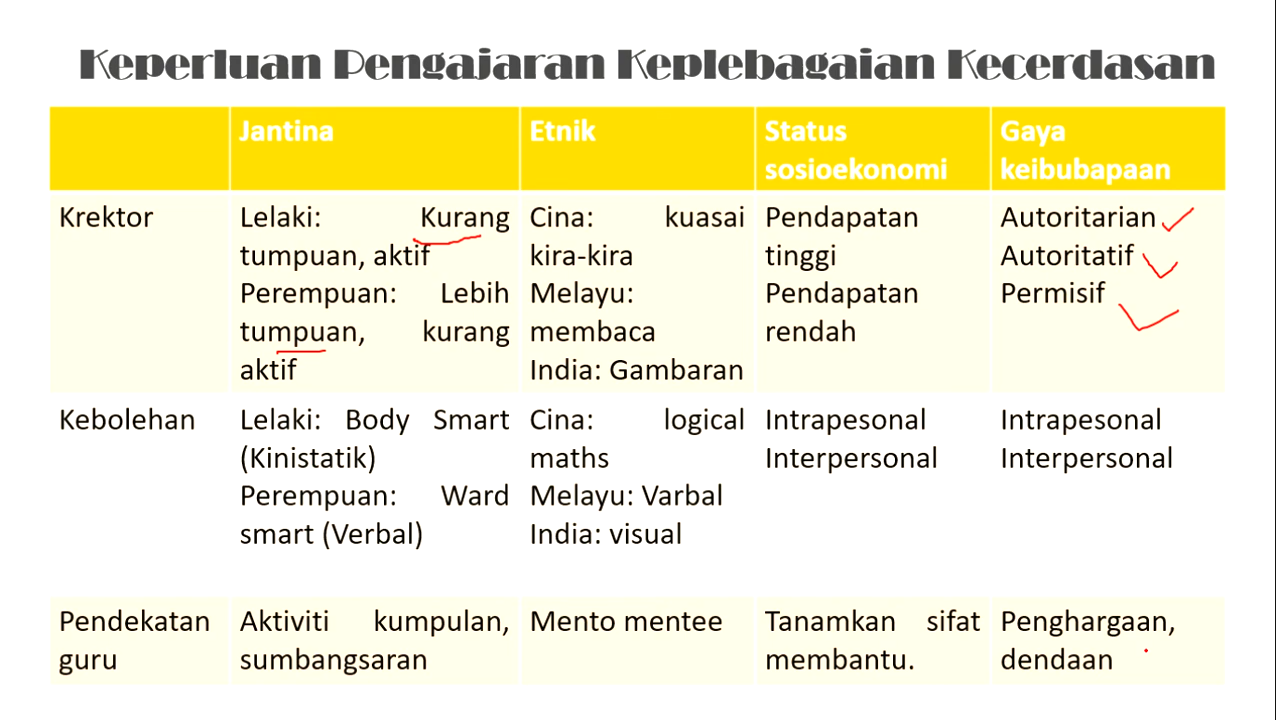 Keperluan Pengajaran Keplebagaian Kecerdasan
Jantina
Etnik
Status
sosioekonomi
Gaya
keibubapaan
Krektor
Lelaki: Kurang
tumpuan, aktif
Perempuan: Lebih
tumpuan, kurang
aktif
Cina: kuasai
kira-kira
Melayu:
membaca
India: Gambaran
Pendapatan
tinggi
Pendapatan
rendah
Autoritarian
Autoritatif
Permisif
Kebolehan
Lelaki: Body Smart
(Kinistatik)
Perempuan: Ward
smart (Verbal)
Cina: logical
maths
Melayu: Varbal
India: visual
Intrapesonal
Interpersonal
Intrapesonal
Interpersonal
Pendekatan
guru
Aktiviti kumpulan,
sumbangsaran
Mento mentee
Tanamkan sifat
membantu.
Penghargaan,
dendaan